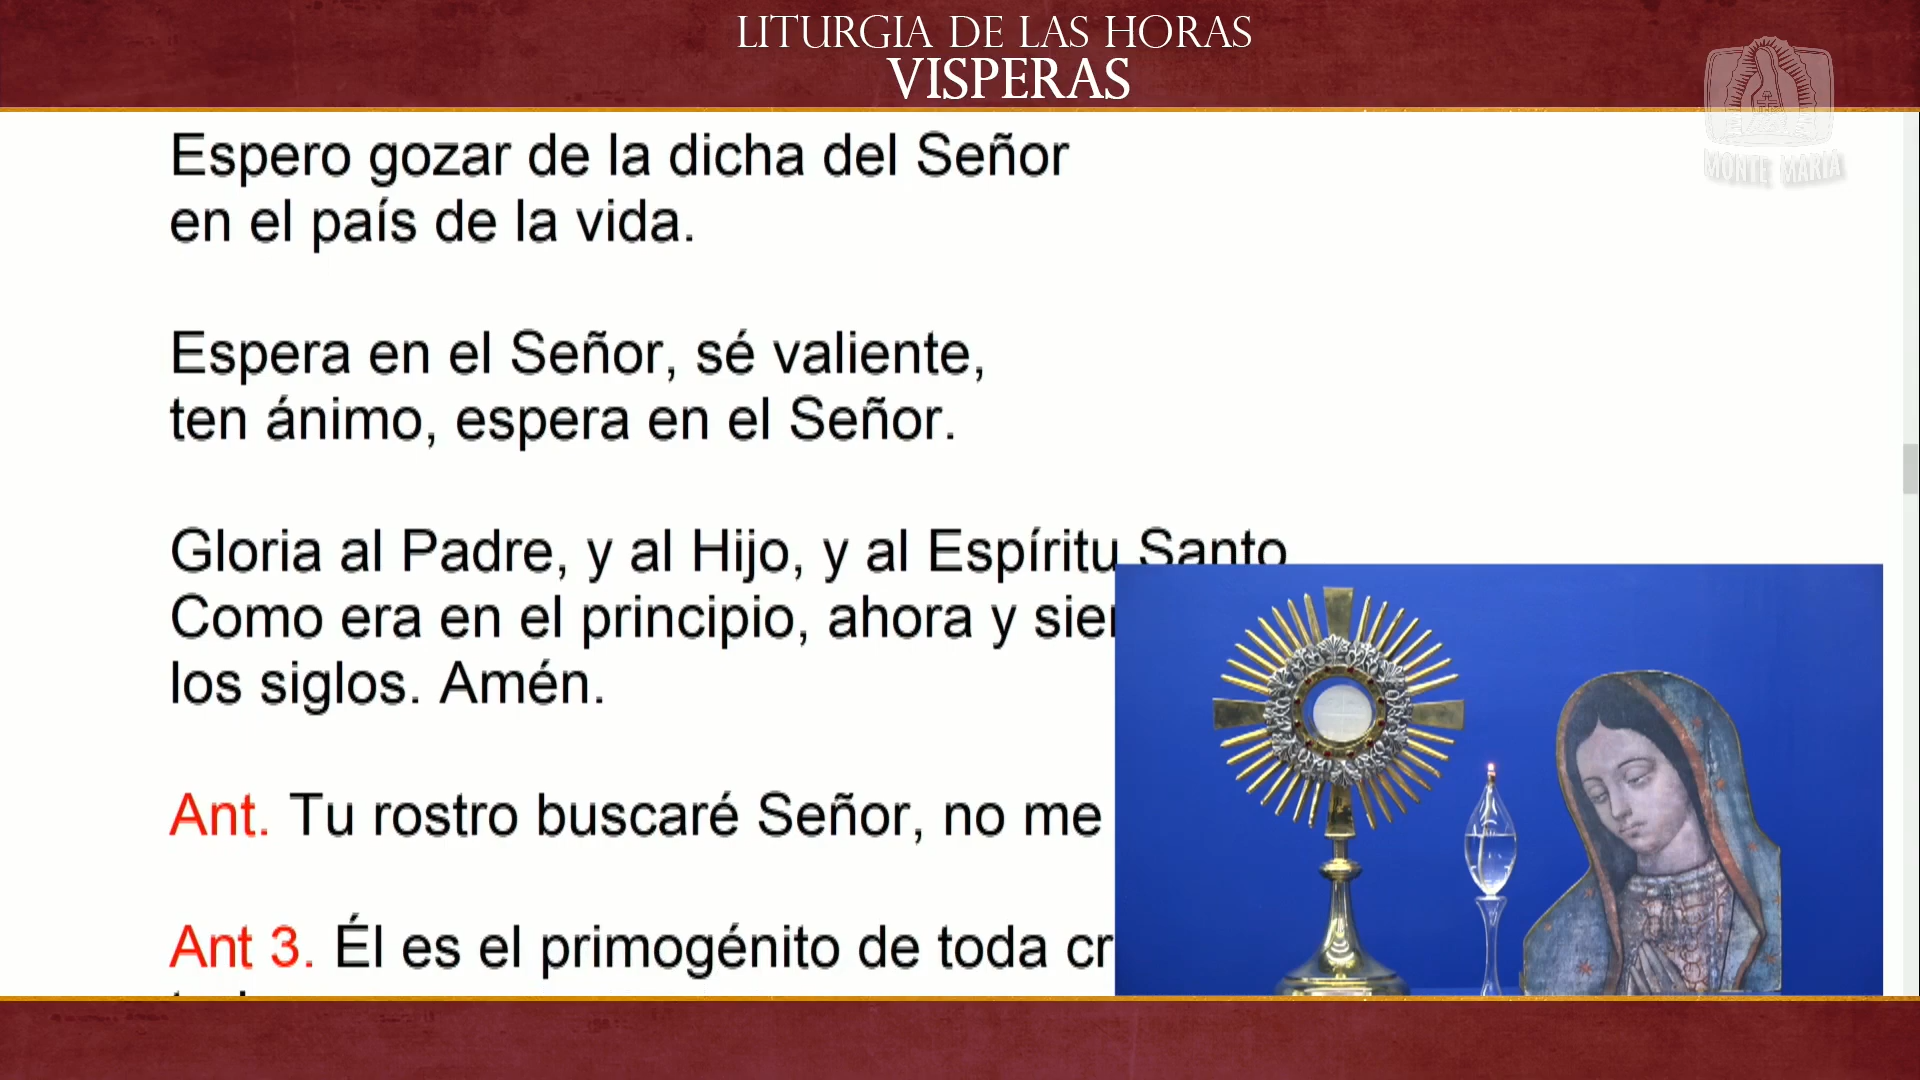 LITURGIA DE LAS HORAS
VISPERAS
MONTE MARIA
Espero gozar de la dicha del Señor
en el país de la vida.
Espera en el Señor, sé valiente,
ten ánimo, espera en el Señor.
Gloria al Padre, y al Hijo, y al Espíritu Santo
Como era en el principio, ahora y
los siglos. Amén.
Ant. Tu rostro buscaré Señor, no me
Ant 3. Él es el primogénito de toda